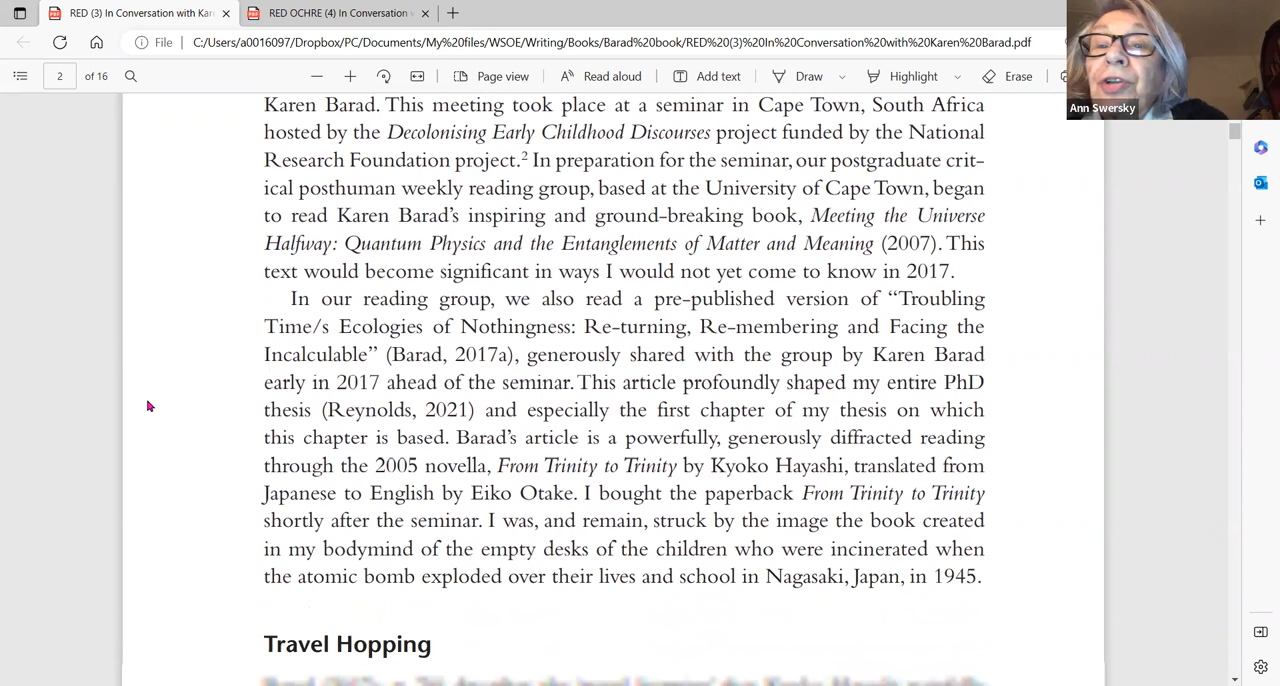 RED (3) In Conversation with Kar
RED OCHRE (4) In Conversation
File
C:/Users/a0016097/Dropbox/PC/Documents/My%20files/WSOE/Writing/Books/Barad%20book/RED%20(3)%20In%20Conversation%20with%20Karen%20Barad.pdf
2 of 16
Page view
Read aloud
Add text
Draw
Highlight
Erase
Ann Swersky
Karen Barad. This meeting took place at a seminar in Cape Town, South Africa
hosted by the Decolonising Early Childhood Discourses project funded by the National
Research Foundation project.2 In preparation for the seminar, our postgraduate crit-
ical posthuman weekly reading group, based at the University of Cape Town, began
to read Karen Barad's inspiring and ground-breaking book, Meeting the Universe
Halfway: Quantum Physics and the Entanglements of Matter and Meaning (2007). This
text would become significant in ways I would not yet come to know in 2017.
In our reading group, we also read a pre-published version of “Troubling
Time/s Ecologies of Nothingness: Re-turning, Re-membering and Facing the
Incalculable” (Barad, 2017a), generously shared with the group by Karen Barad
early in 2017 ahead of the seminar. This article profoundly shaped my entire PhD
thesis (Reynolds, 2021) and especially the first chapter of my thesis on which
this chapter is based. Barad's article is a powerfully, generously diffracted reading
through the 2005 novella, From Trinity to Trinity by Kyoko Hayashi, translated from
Japanese to English by Eiko Otake. I bought the paperback From Trinity to Trinity
shortly after the seminar. I was, and remain, struck by the image the book created
in my bodymind of the empty desks of the children who were incinerated when
the atomic bomb exploded over their lives and school in Nagasaki, Japan, in 1945.
Travel Hopping